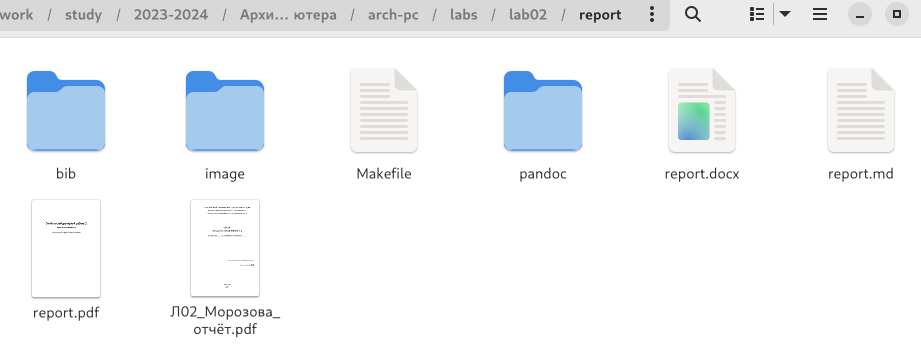 work / study / 2023-2024 / Архи… ютера / arch-pc / labs / lab02 / report
bib image Makefile pandoc report.docx report.md
report.pdf Л02_Морозова_
отчёт.pdf